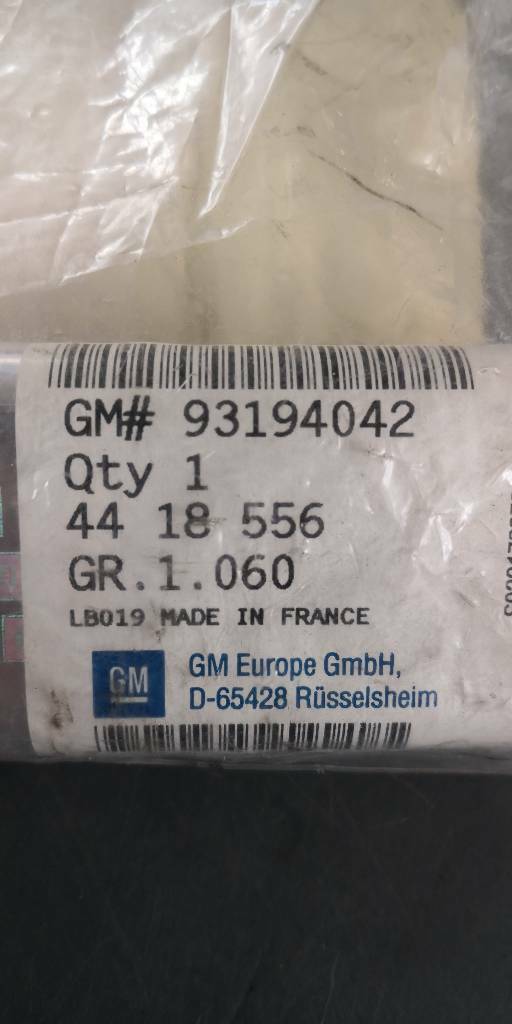 GM# 93194042
Qty 1
44 18 556
GR.1.060
LB019 MADE IN FRANCE
GM
GM Europe GmbH,
D-65428 Rüsselsheim